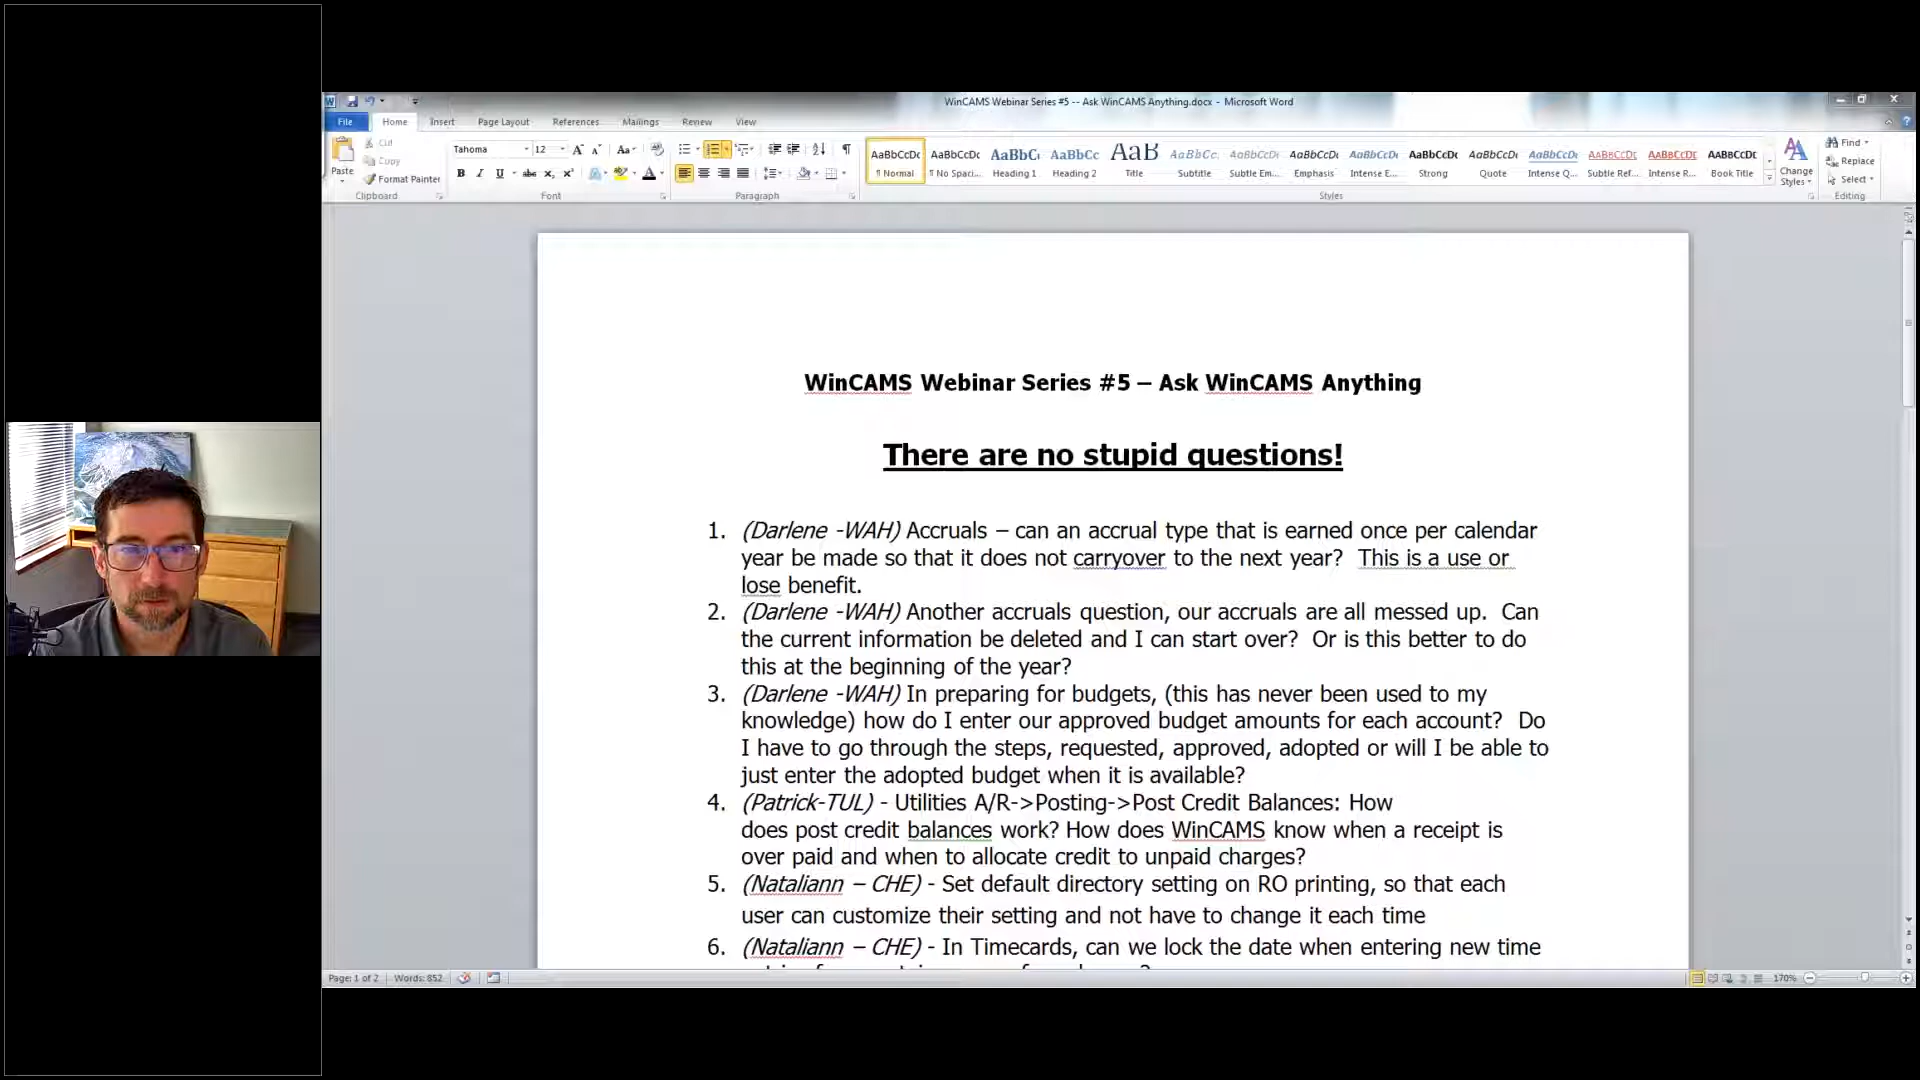 WinCAMS Webinar Series #5 -- Ask WinCAMS Anything.docx - Microsoft Word
File Home Insert Page Layout References Mailings Review View
Paste
Cut
Copy
Format Painter
Clipboard
Tahoma 12
Font
Paragraph
AaBbCcDc AaBbCcDc AaBbC AaBbCc AaB AaBbCc. AaBbCcDc AaBbCcDc AaBbCcDc AaBbCcDc AaBbCcDc AaBbCcDc AaBbCcDc AaBbCcDc AaBbCcDc
¶ Normal ¶ No Spaci... Heading 1 Heading 2 Title Subtitle Subtle Em... Emphasis Intense E... Strong Quote Intense Q... Subtle Ref... Intense R... Book Title
Styles
Change
Styles
Find
Replace
Select
Editing
WinCAMS Webinar Series #5 – Ask WinCAMS Anything
There are no stupid questions!
1. (Darlene -WAH) Accruals – can an accrual type that is earned once per calendar
year be made so that it does not carryover to the next year? This is a use or
lose benefit.
2. (Darlene -WAH) Another accruals question, our accruals are all messed up. Can
the current information be deleted and I can start over? Or is this better to do
this at the beginning of the year?
3. (Darlene -WAH) In preparing for budgets, (this has never been used to my
knowledge) how do I enter our approved budget amounts for each account? Do
I have to go through the steps, requested, approved, adopted or will I be able to
just enter the adopted budget when it is available?
4. (Patrick-TUL) - Utilities A/R->Posting->Post Credit Balances: How
does post credit balances work? How does WinCAMS know when a receipt is
over paid and when to allocate credit to unpaid charges?
5. (Nataliann – CHE) - Set default directory setting on RO printing, so that each
user can customize their setting and not have to change it each time
6. (Nataliann – CHE) - In Timecards, can we lock the date when entering new time
Page: 1 of 2 Words: 852
170%